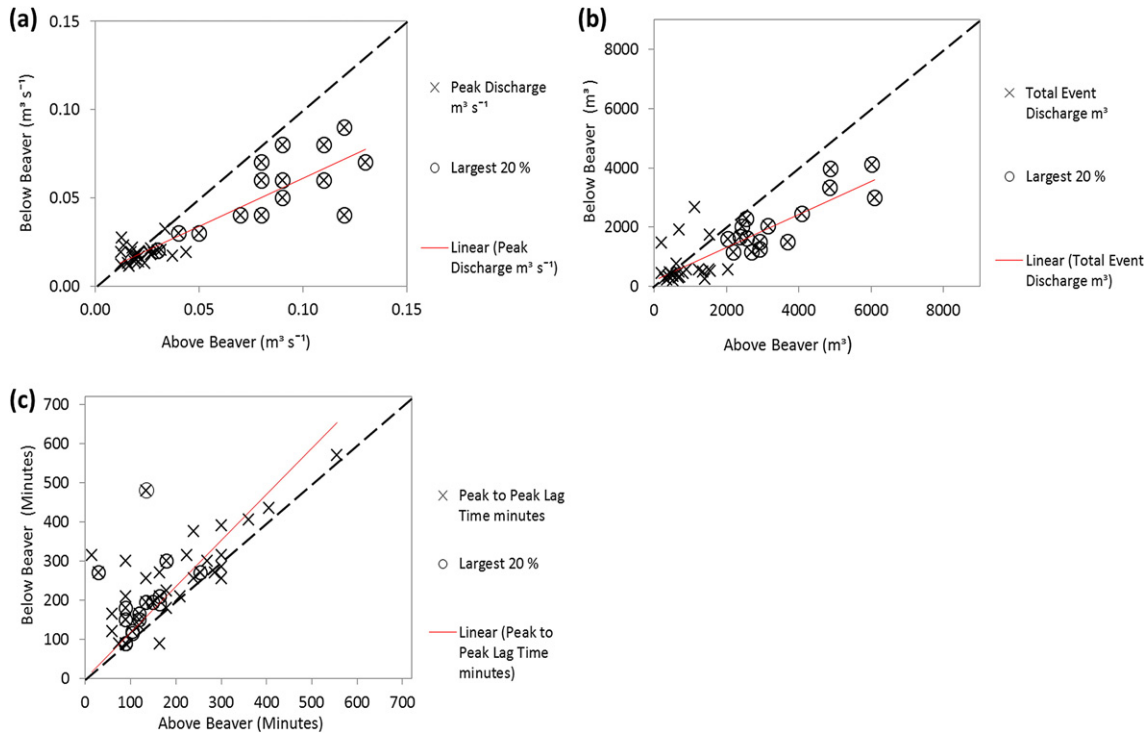 (a)
0.15
0.10
0.05
0.00
Below Beaver (m³ s⁻¹)
0.00 0.05 0.10 0.15
Above Beaver (m³ s⁻¹)
Peak Discharge
m³ s⁻¹
Largest 20 %
Linear (Peak
Discharge m³ s⁻¹)
(b)
8000
6000
4000
2000
0
Below Beaver (m³)
0 2000 4000 6000 8000
Above Beaver (m³)
Total Event
Discharge m³
Largest 20 %
Linear (Total Event
Discharge m³)
(c)
700
600
500
400
300
200
100
0
Below Beaver (Minutes)
0 100 200 300 400 500 600 700
Above Beaver (Minutes)
Peak to Peak Lag
Time minutes
Largest 20 %
Linear (Peak to
Peak Lag Time
minutes)